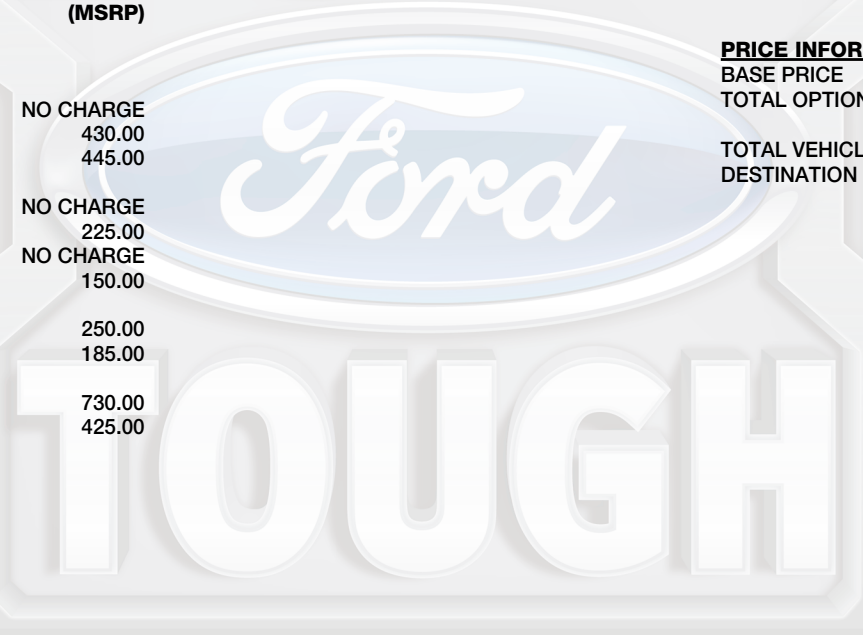 (MSRP)
NO CHARGE
430.00
445.00
NO CHARGE
225.00
NO CHARGE
150.00
250.00
185.00
730.00
425.00
PRICE INFOR
BASE PRICE
TOTAL OPTION
TOTAL VEHICL
DESTINATION
Ford
TOUGH